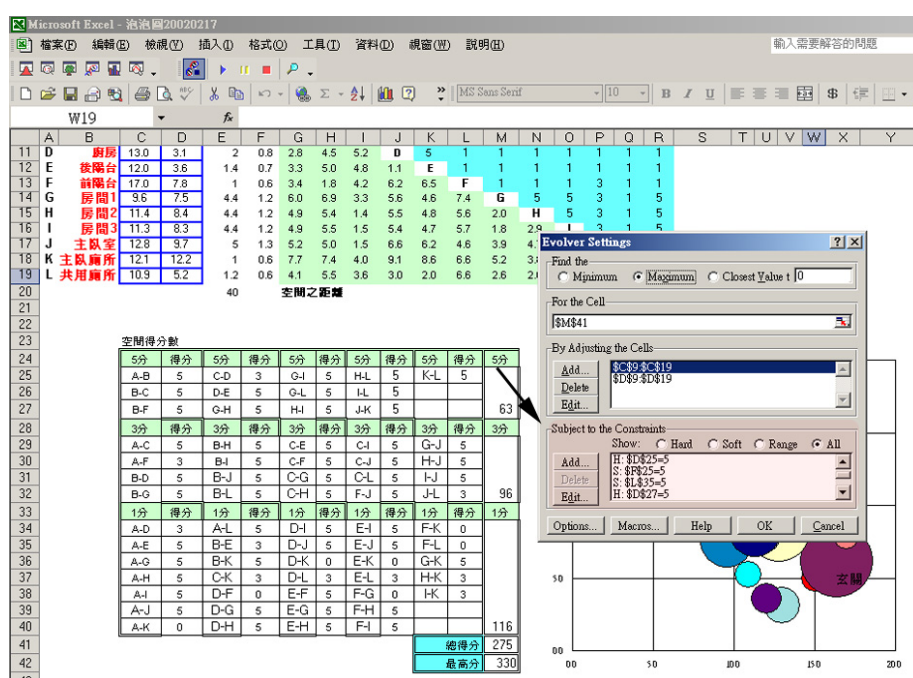 Microsoft Excel - 泡泡圖20020217
檔案(F) 編輯(E) 檢視(V) 插入(I) 格式(O) 工具(T) 資料(D) 視窗(W) 說明(H) 輸入需要解答的問題
MS Sans Serif 10 B I U $
W19 fx
A B C D E F G H I J K L M N O P Q R S T U V W X Y
11 D 廚房 13.0 3.1 2 0.8 2.8 4.5 5.2 D 5 1 1 1 1 1 1 1
12 E 後陽台 12.0 3.6 1.4 0.7 3.3 5.0 4.8 1.1 E 1 1 1 1 1 1 1
13 F 前陽台 17.0 7.8 1 0.6 3.4 1.8 4.2 6.2 6.5 F 1 1 1 3 1 1
14 G 房間1 9.6 7.5 4.4 1.2 6.0 6.9 3.3 5.6 4.6 7.4 G 5 5 3 1 5
15 H 房間2 11.4 8.4 4.4 1.2 4.9 5.4 1.4 5.5 4.8 5.6 2.0 H 5 3 1 5
16 I 房間3 11.3 8.3 4.4 1.2 4.9 5.5 1.5 5.4 4.7 5.7 1.8 2.9 I 3 1 5
17 J 主臥室 12.8 9.7 5 1.3 5.2 5.0 1.5 6.6 6.2 4.6 3.9
18 K 主臥廁所 12.1 12.2 1 0.6 7.7 7.4 4.0 9.1 8.6 6.6 5.2
19 L 共用廁所 10.9 5.2 1.2 0.6 4.1 5.5 3.6 3.0 2.0 6.6 2.6
20 40 空間之距離
21
22
23 空間得分數
24 5分 得分 5分 得分 5分 得分 5分 得分 5分 得分 5分
25 A-B 5 C-D 3 G-I 5 H-L 5 K-L 5
26 B-C 5 D-E 5 G-L 5 I-L 5
27 B-F 5 G-H 5 H-I 5 J-K 5 63
28 3分 得分 3分 得分 3分 得分 3分 得分 3分 得分 3分
29 A-C 5 B-H 5 C-E 5 C-I 5 G-J 5
30 A-F 3 B-I 5 C-F 5 C-J 5 H-J 5
31 B-D 5 B-J 5 C-G 5 C-L 5 I-J 5
32 B-G 5 B-L 5 C-H 5 F-J 5 J-L 3 96
33 1分 得分 1分 得分 1分 得分 1分 得分 1分 得分 1分
34 A-D 3 A-L 5 D-I 5 E-I 5 F-K 0
35 A-E 5 B-E 3 D-J 5 E-J 5 F-L 0
36 A-G 5 B-K 5 D-K 0 E-K 0 G-K 5
37 A-H 5 C-K 3 D-L 3 E-L 3 H-K 3
38 A-I 5 D-F 0 E-F 5 F-G 0 I-K 3
39 A-J 5 D-G 5 E-G 5 F-H 5
40 A-K 0 D-H 5 E-H 5 F-I 5 116
41 總得分 275
42 最高分 330
Evolver Settings
Find the
Minimum Maximum Closest Value t 0
For the Cell
$M$41
By Adjusting the Cells
Add... $C$9:$C$19
Delete $D$9:$D$19
Edit...
Subject to the Constraints
Show: Hard Soft Range All
Add... H: $D$25=5
S: $F$25=5
Delete S: $L$35=5
Edit... H: $D$27=5
Options... Macros... Help OK Cancel
玄關
50
00
00 50 100 150 200